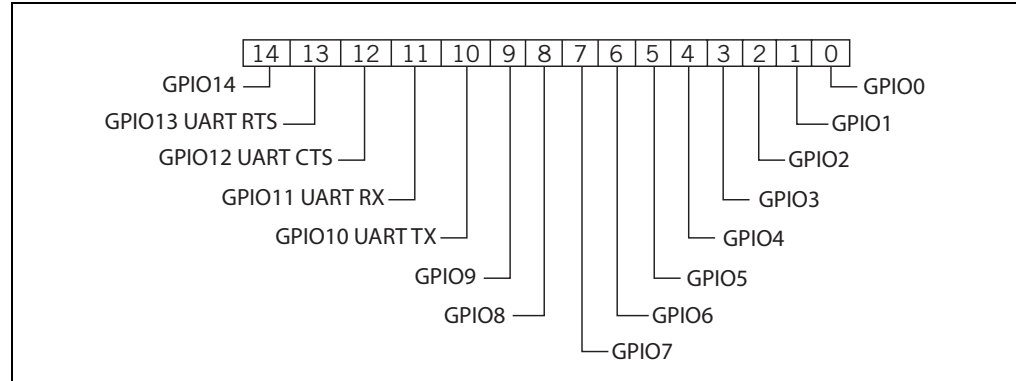 14 13 12 11 10 9 8 7 6 5 4 3 2 1 0
GPIO14 GPIO0
GPIO13 UART RTS GPIO1
GPIO12 UART CTS GPIO2
GPIO11 UART RX GPIO3
GPIO10 UART TX GPIO4
GPIO9 GPIO5
GPIO8 GPIO6
GPIO7